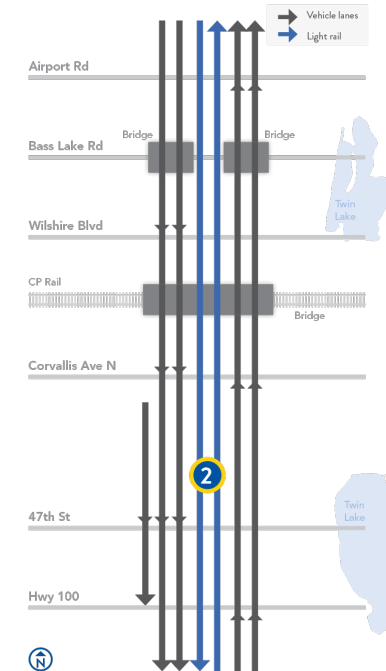 Vehicle lanes
Light rail
Airport Rd
Bridge
Bridge
Bass Lake Rd
Twin
Lake
Wilshire Blvd
CP Rail
Bridge
Corvallis Ave N
2
Twin
Lake
47th St
Hwy 100
N